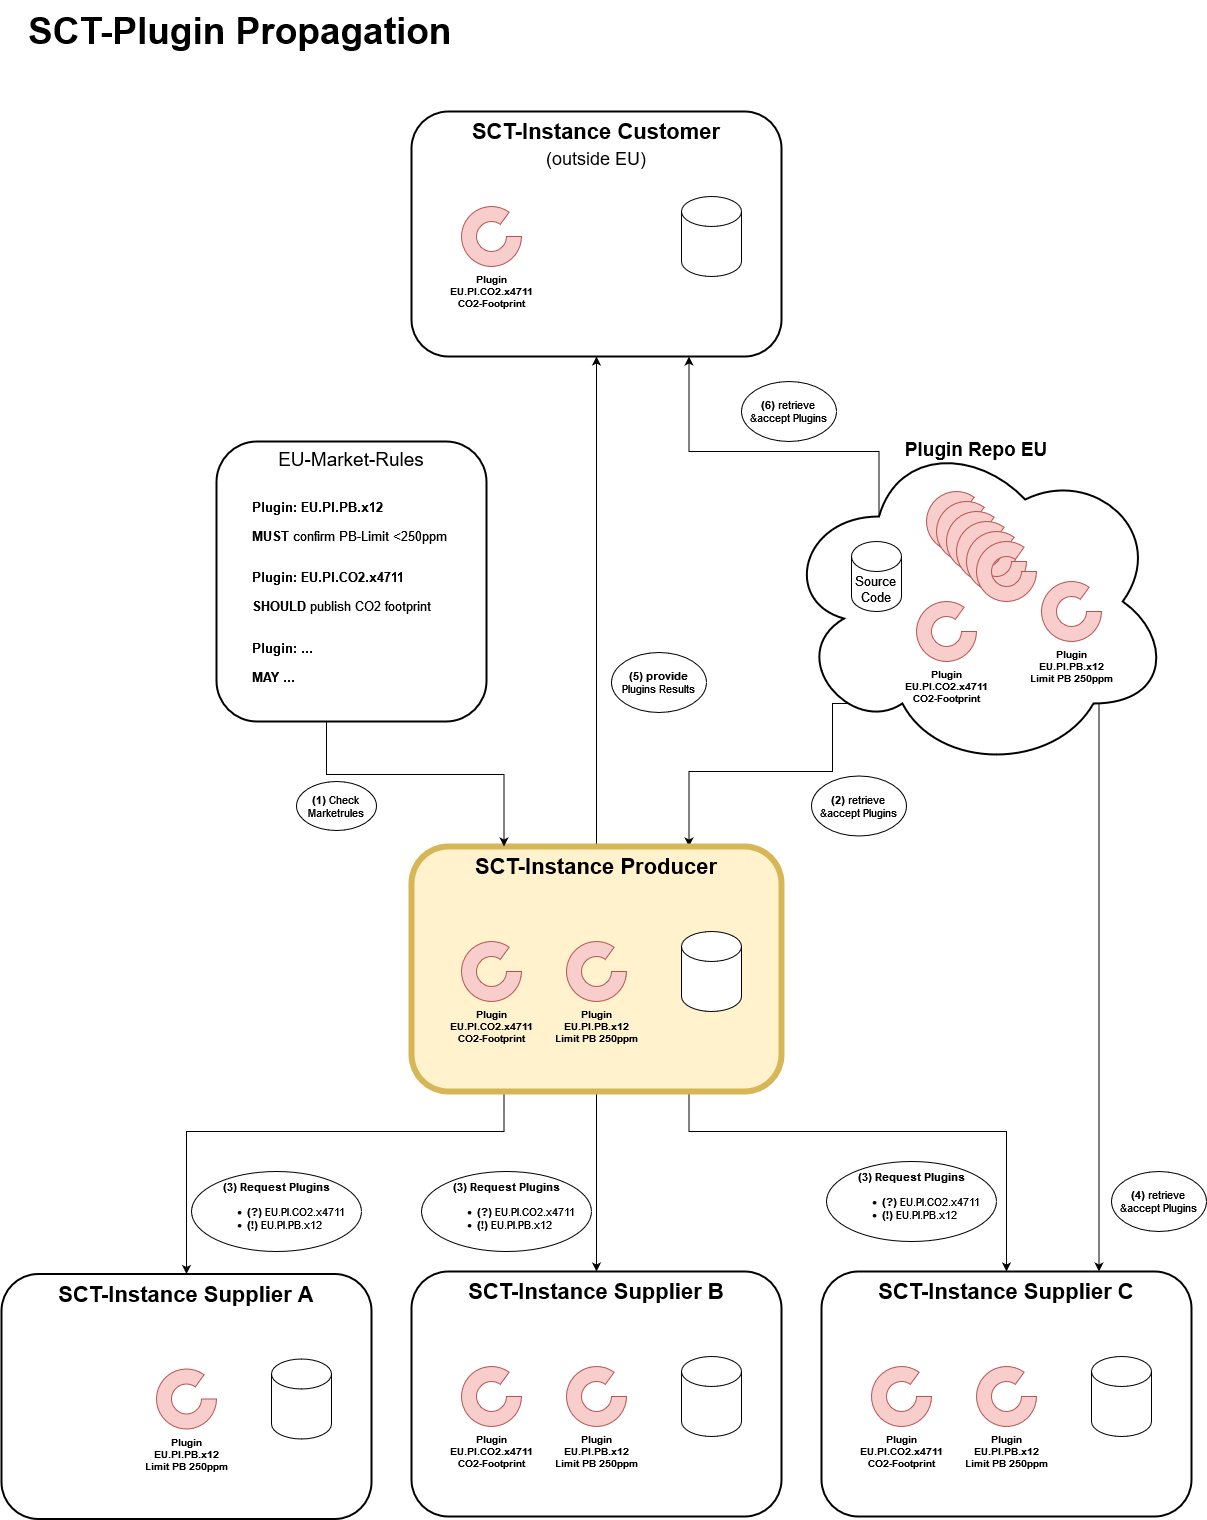 SCT-Plugin Propagation
SCT-Instance Customer
(outside EU)
Plugin
EU.PI.CO2.x4711
CO2-Footprint
(6) retrieve
&accept Plugins
EU-Market-Rules
Plugin: EU.PI.PB.x12
MUST confirm PB-Limit <250ppm
Plugin: EU.PI.CO2.x4711
SHOULD publish CO2 footprint
Plugin: ...
MAY ...
Plugin Repo EU
Source
Code
Plugin
EU.PI.CO2.x4711
CO2-Footprint
Plugin
EU.PI.PB.x12
Limit PB 250ppm
(5) provide
Plugins Results
(1) Check
Marketrules
(2) retrieve
&accept Plugins
SCT-Instance Producer
Plugin
EU.PI.CO2.x4711
CO2-Footprint
Plugin
EU.PI.PB.x12
Limit PB 250ppm
(3) Request Plugins
• (?) EU.PI.CO2.x4711
• (!) EU.PI.PB.x12
(3) Request Plugins
• (?) EU.PI.CO2.x4711
• (!) EU.PI.PB.x12
(3) Request Plugins
• (?) EU.PI.CO2.x4711
• (!) EU.PI.PB.x12
(4) retrieve
&accept Plugins
SCT-Instance Supplier A
Plugin
EU.PI.PB.x12
Limit PB 250ppm
SCT-Instance Supplier B
Plugin
EU.PI.CO2.x4711
CO2-Footprint
Plugin
EU.PI.PB.x12
Limit PB 250ppm
SCT-Instance Supplier C
Plugin
EU.PI.CO2.x4711
CO2-Footprint
Plugin
EU.PI.PB.x12
Limit PB 250ppm